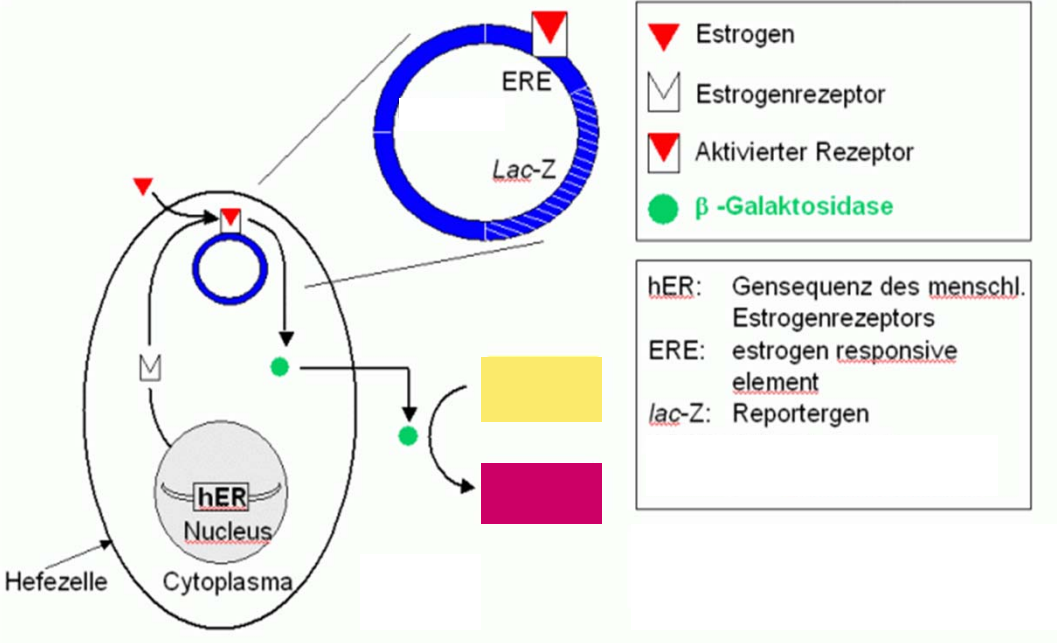 ERE
Lac-Z
hER
Nucleus
Hefezelle
Cytoplasma
Estrogen
Estrogenrezeptor
Aktivierter Rezeptor
β -Galaktosidase
hER: Gensequenz des menschl.
Estrogenrezeptors
ERE: estrogen responsive
element
lac-Z: Reportergen